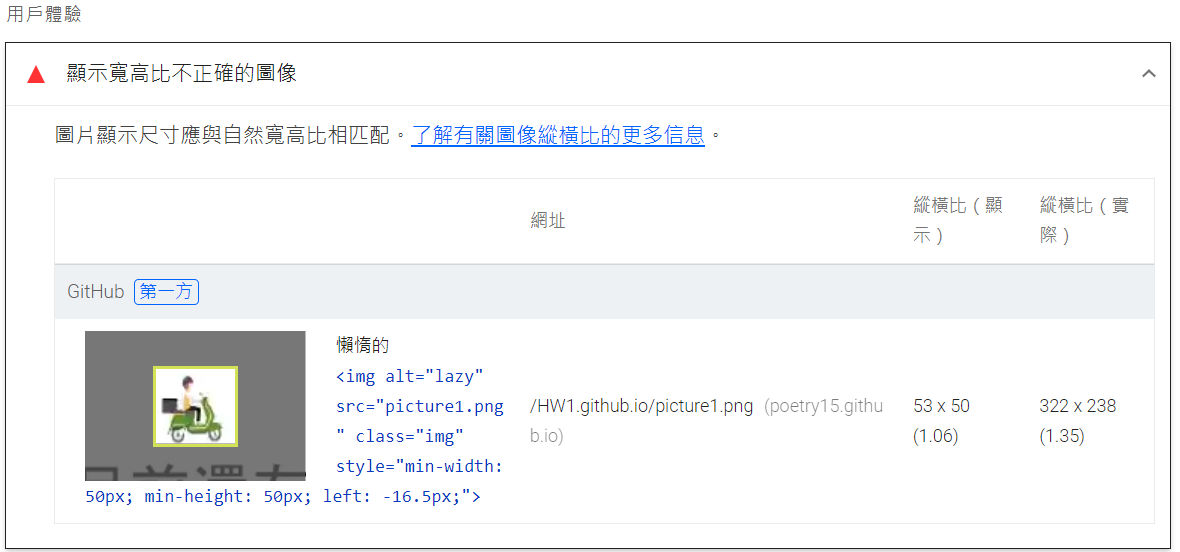 用戶體驗
顯示寬高比不正確的圖像
圖片顯示尺寸應與自然寬高比相匹配。了解有關圖像縱橫比的更多信息。
網址
縱橫比（顯
示）
縱橫比（實
際）
GitHub 第一方
懶惰的
<img alt="lazy"
src="picture1.png
" class="img"
style="min-width:
50px; min-height: 50px; left: -16.5px;">
/HW1.github.io/picture1.png (poetry15.githu
b.io)
53 x 50
(1.06)
322 x 238
(1.35)